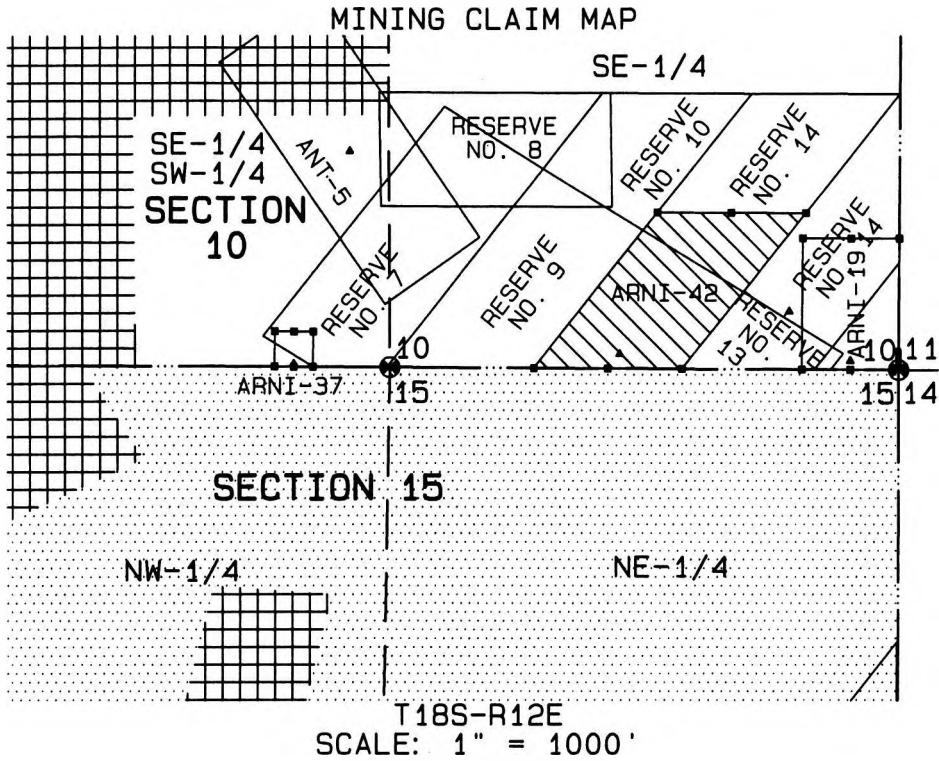 MINING CLAIM MAP
SE-1/4
SE-1/4
SW-1/4
SECTION
10
ANT-5
RESERVE
NO. 8
RESERVE
NO. 10
RESERVE
NO. 14
RESERVE
NO. 7
RESERVE
NO. 9
ARNI-42
RESERVE
NO. 14
ARNI-19
RESERVE
NO.
13
ARNI-37
10
15
10 11
15 14
SECTION 15
NW-1/4
NE-1/4
T18S-R12E
SCALE: 1" = 1000'